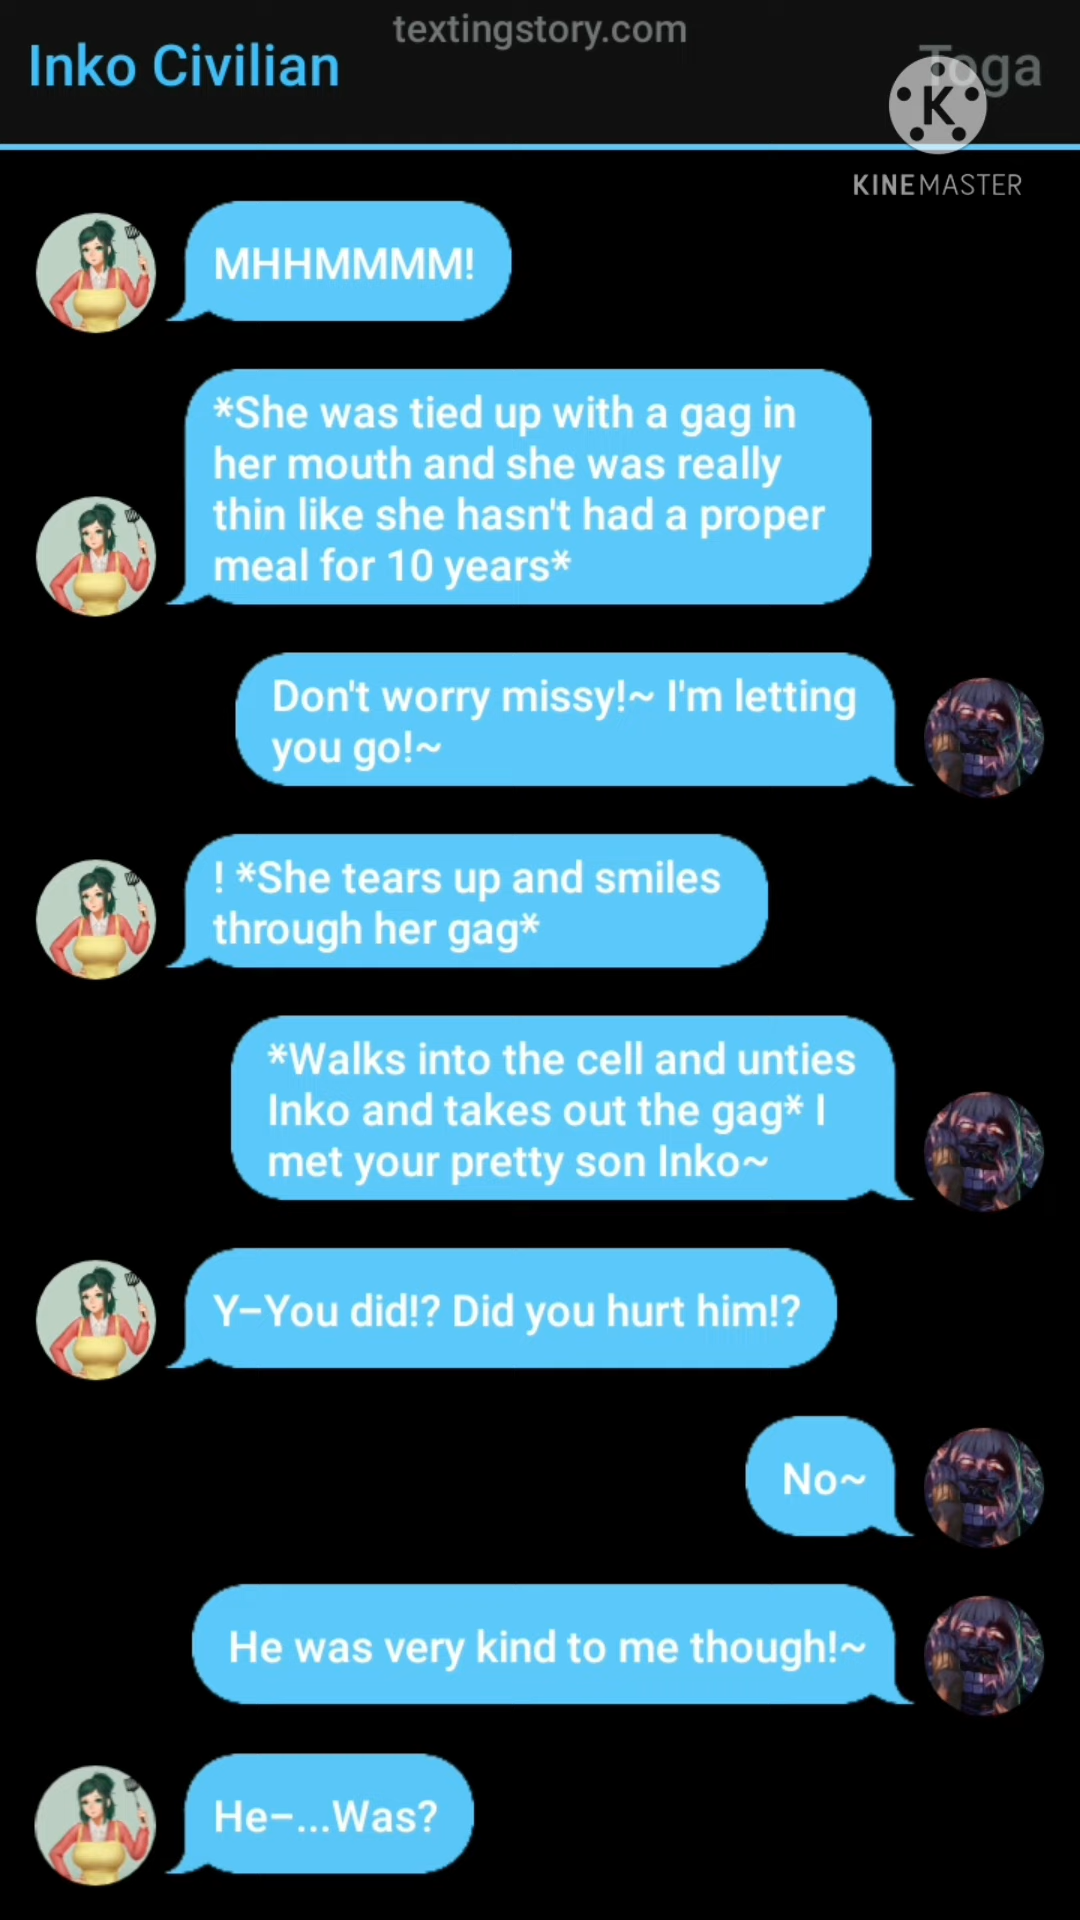 textingstory.com
Inko Civilian
Toga
K
KINEMASTER
MHHMMMM!
*She was tied up with a gag in
her mouth and she was really
thin like she hasn't had a proper
meal for 10 years*
Don't worry missy!~ I'm letting
you go!~
! *She tears up and smiles
through her gag*
*Walks into the cell and unties
Inko and takes out the gag* I
met your pretty son Inko~
Y–You did!? Did you hurt him!?
No~
He was very kind to me though!~
He–...Was?